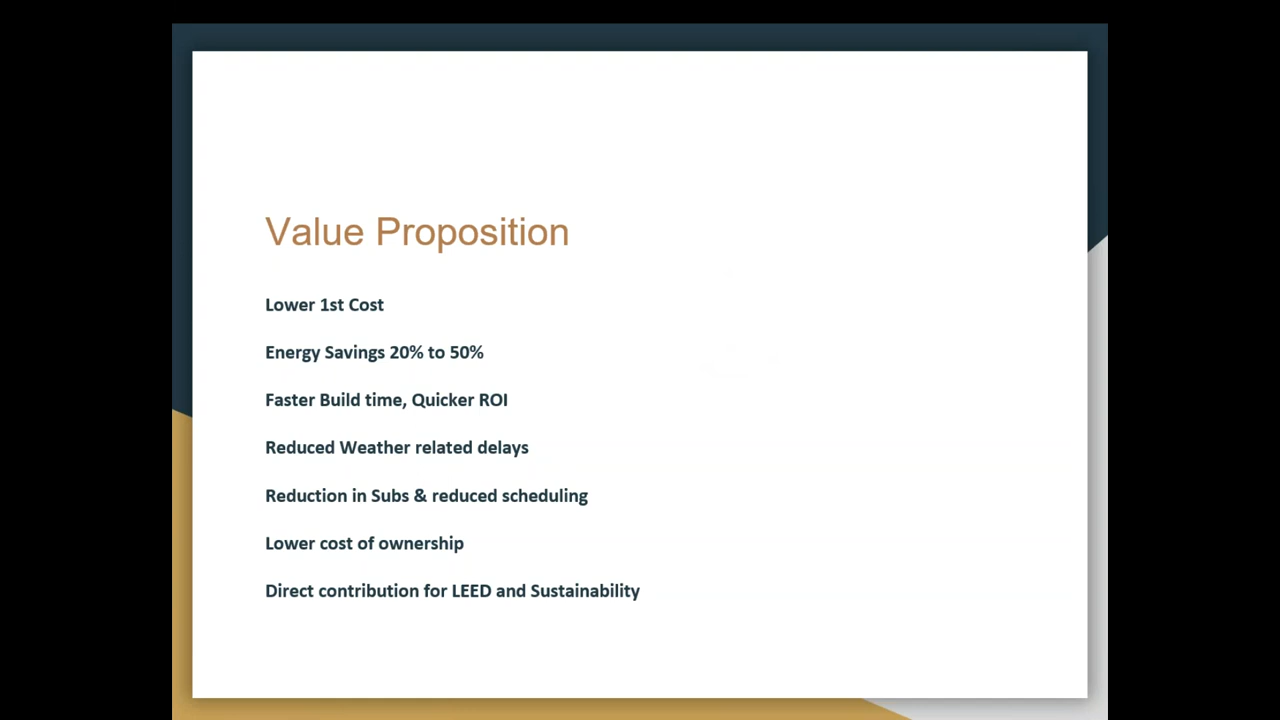 Value Proposition
Lower 1st Cost
Energy Savings 20% to 50%
Faster Build time, Quicker ROI
Reduced Weather related delays
Reduction in Subs & reduced scheduling
Lower cost of ownership
Direct contribution for LEED and Sustainability